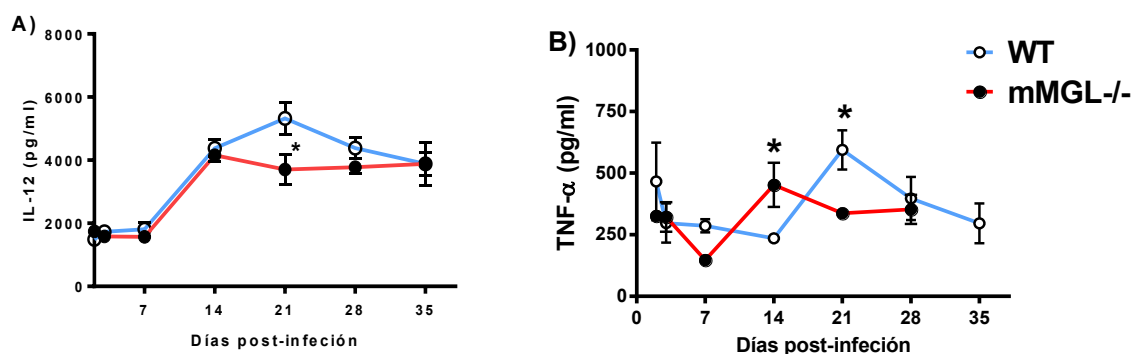 A)
IL-12 (pg/ml)
8000
6000
4000
2000
0
*
7 14 21 28 35
Días post-infeción
B)
TNF-α (pg/ml)
1000
750
500
250
0
* *
0 7 14 21 28 35
Días post-infeción
WT
mMGL-/-